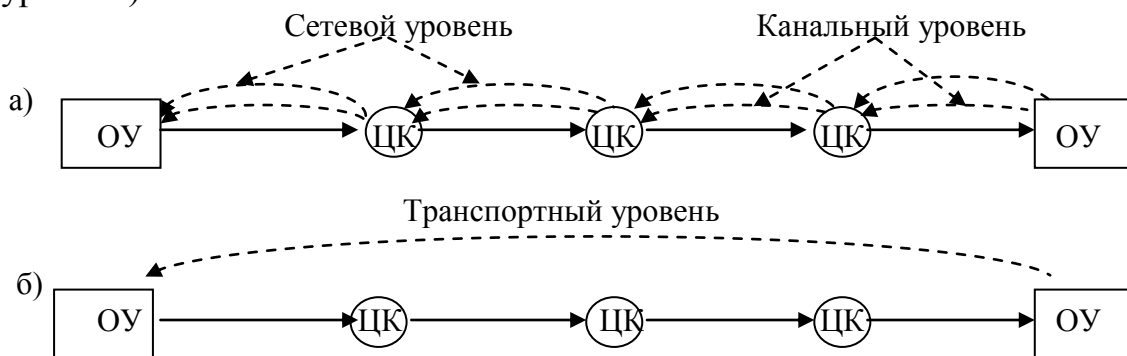 Сетевой уровень Канальный уровень
а)
ОУ ЦК ЦК ЦК ОУ
Транспортный уровень
б)
ОУ ЦК ЦК ЦК ОУ